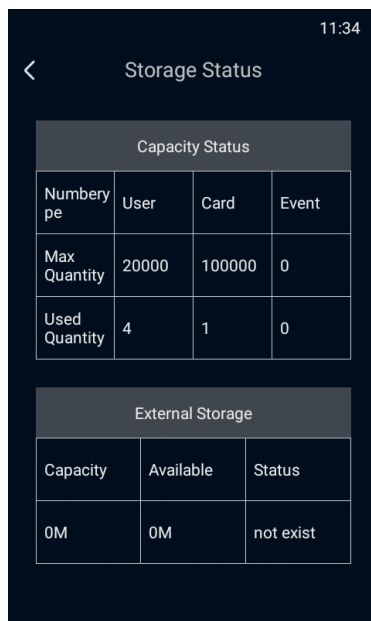 11:34
Storage Status
Capacity Status
Numbery
pe
User
Card
Event
Max
Quantity
20000
100000
0
Used
Quantity
4
1
0
External Storage
Capacity
Available
Status
0M
0M
not exist